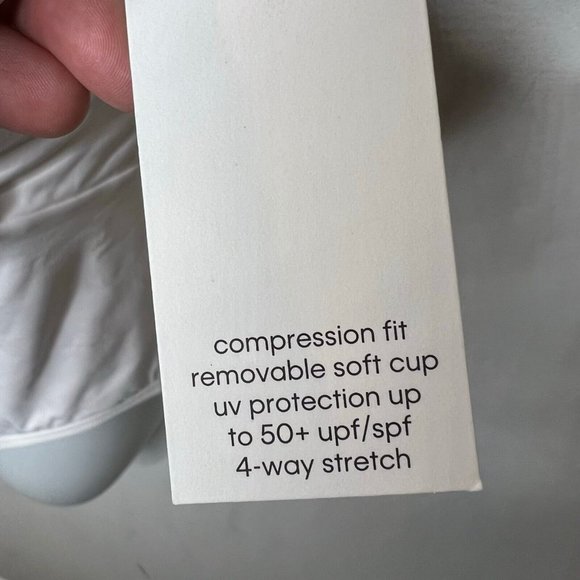 compression fit
removable soft cup
uv protection up
to 50+ upf/spf
4-way stretch